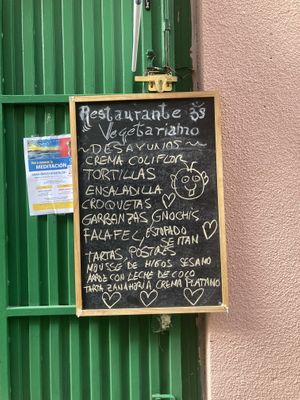 Restaurante ॐ
Vegetariano
~DESAYUNOS~
CREMA COLIFLOR
TORTILLAS
ENSALADILLA
CROQUETAS
GARBANZAS GNOCHIS
FALAFEL/ESTOFADO SEITAN
TARTAS, POSTRES
MOUSSE DE HIGOS SESAMO
ARROZ CON LECHE DE COCO
TARTA ZANAHORIA CREMA PLATANO
MEDITACIÓN